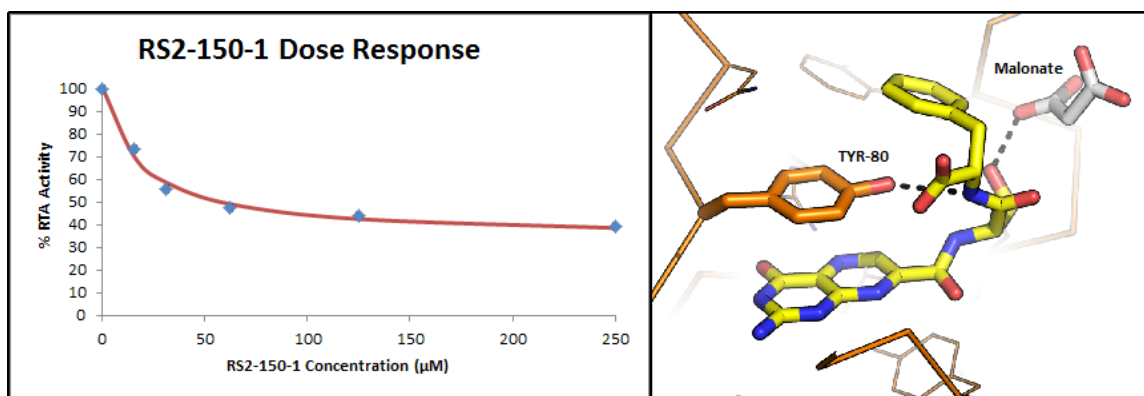 RS2-150-1 Dose Response
% RTA Activity
100
90
80
70
60
50
40
30
20
10
0
0 50 100 150 200 250
RS2-150-1 Concentration (µM)
Malonate
TYR-80